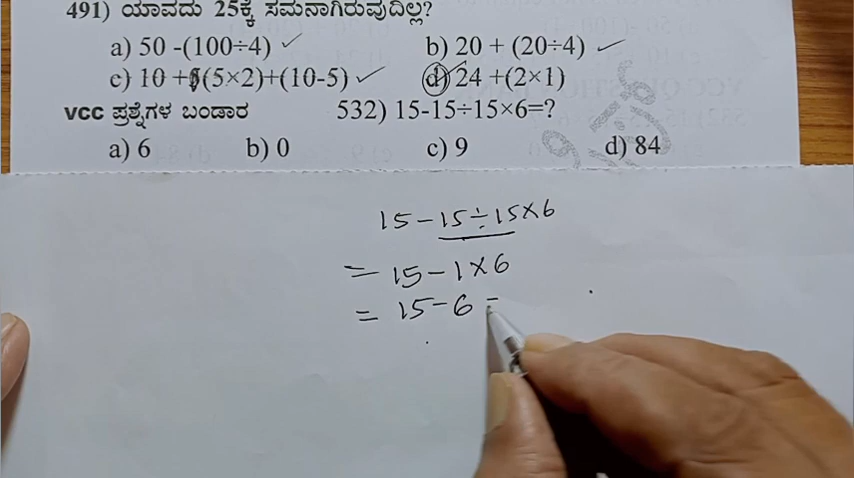 491) ಯಾವದು 25ಕ್ಕೆ ಸಮನಾಗಿರುವುದಿಲ್ಲ?
a) 50 -(100÷4) ✓ b) 20 + (20÷4) ✓
c) 10 +(5×2)+(10-5) ✓ d) 24 +(2×1)
vcc ಪ್ರಶ್ನೆಗಳ ಬಂಡಾರ 532) 15-15÷15×6=?
a) 6 b) 0 c) 9 d) 84
15-15÷15×6
= 15-1×6
= 15-6 =